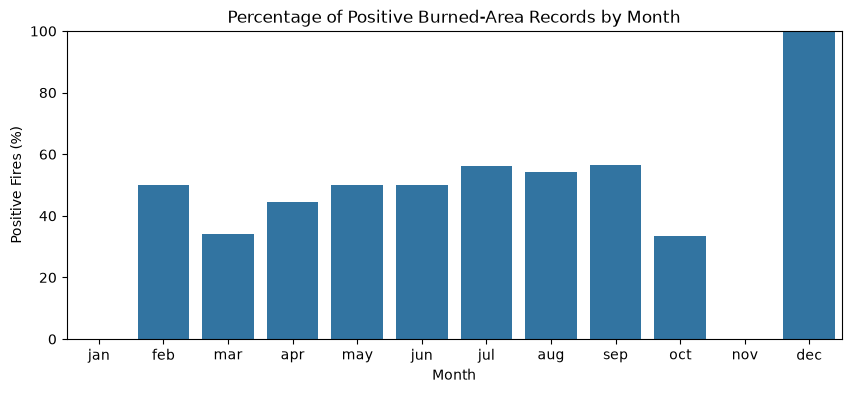 Percentage of Positive Burned-Area Records by Month
Positive Fires (%)
100
80
60
40
20
0
jan feb mar apr may jun jul aug sep oct nov dec
Month